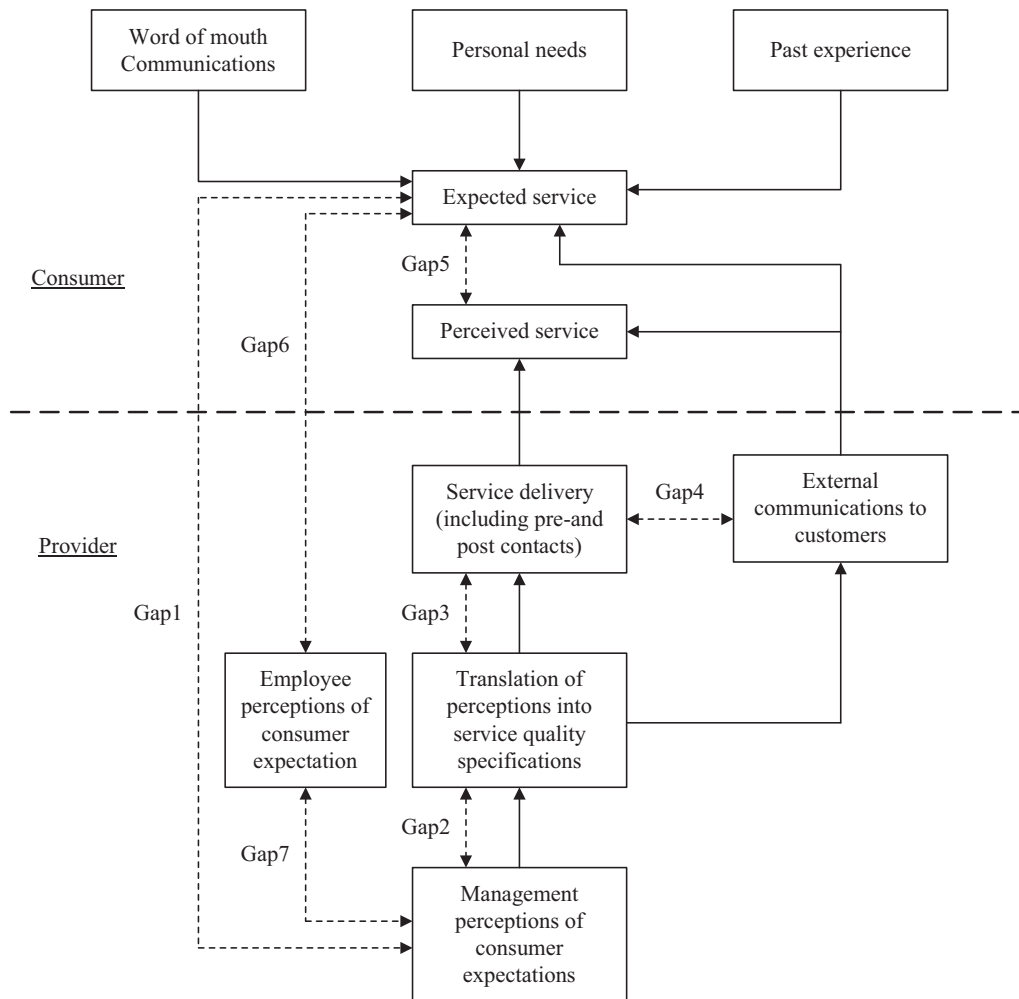 Word of mouth
Communications
Personal needs
Past experience
Expected service
Gap5
Consumer
Perceived service
Gap6
Service delivery
(including pre-and
post contacts)
Gap4
External
communications to
customers
Provider
Gap1
Gap3
Employee
perceptions of
consumer
expectation
Translation of
perceptions into
service quality
specifications
Gap2
Gap7
Management
perceptions of
consumer
expectations